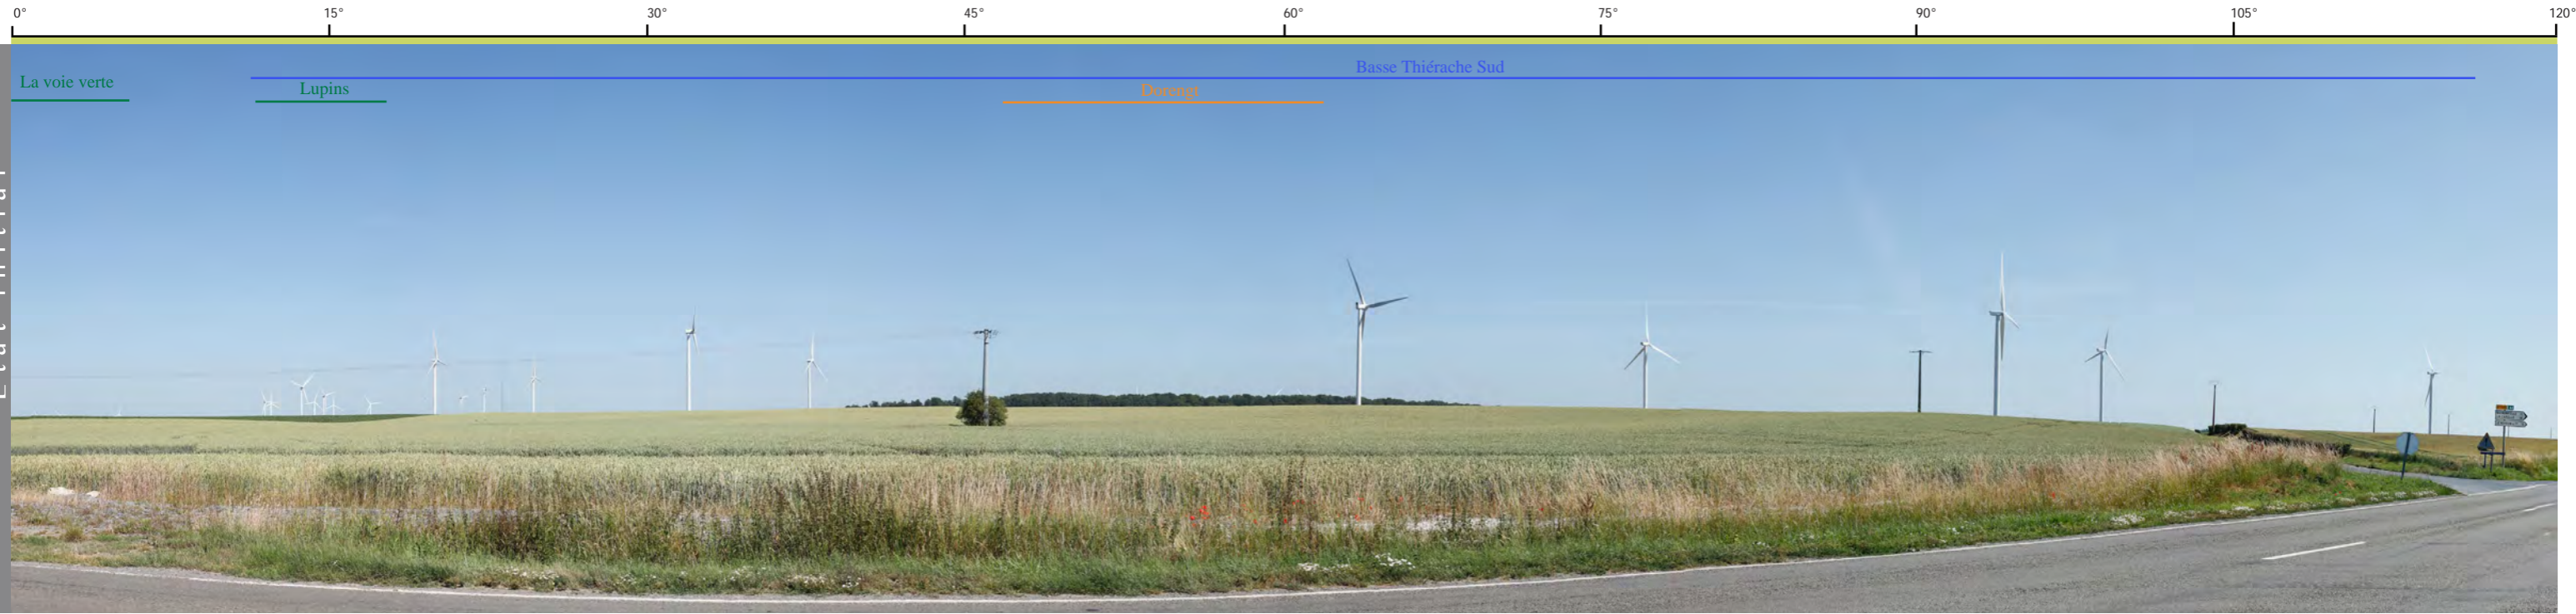 0° 15° 30° 45° 60° 75° 90° 105° 120°
Basse Thiérache Sud
La voie verte
Lupins
Dorengt